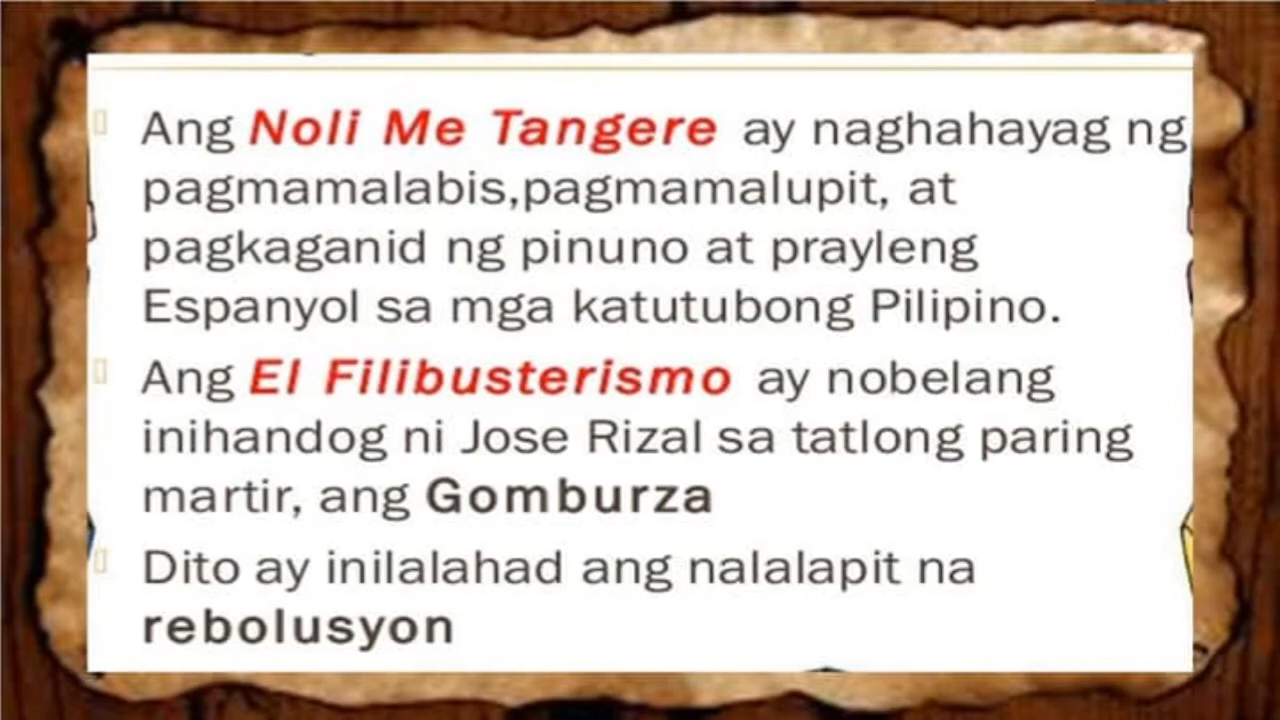 Ang Noli Me Tangere ay naghahayag ng
pagmamalabis,pagmamalupit, at
pagkaganid ng pinuno at prayleng
Espanyol sa mga katutubong Pilipino.
Ang El Filibusterismo ay nobelang
inihandog ni Jose Rizal sa tatlong paring
martir, ang Gomburza
Dito ay inilalahad ang nalalapit na
rebolusyon